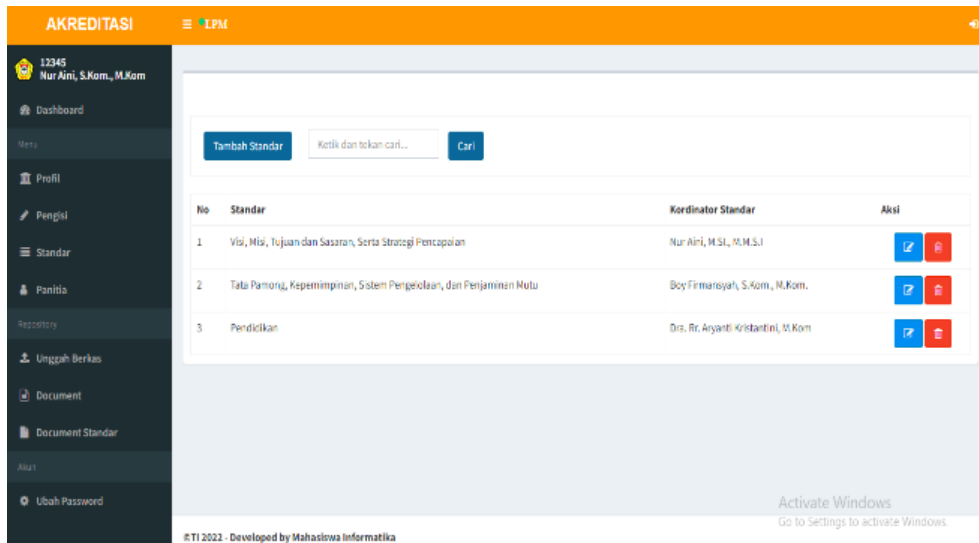 AKREDITASI
≡ LPM
12345
Nur Aini, S.Kom., M.Kom
Dashboard
Menu
Profil
Pengisi
Standar
Panitia
Repository
Unggah Berkas
Document
Document Standar
Akun
Ubah Password
Tambah Standar Ketik dan tekan cari... Cari
No Standar Kordinator Standar Aksi
1 Visi, Misi, Tujuan dan Sasaran, Serta Strategi Pencapaian Nur Aini, M.SI., M.M.S.I
2 Tata Pamong, Kepemimpinan, Sistem Pengelolaan, dan Penjaminan Mutu Boy Firmansyah, S.Kom., M.Kom.
3 Pendidikan Dra. Rr. Aryanti Kristantini, M.Kom
Activate Windows
Go to Settings to activate Windows.
©TI 2022 - Developed by Mahasiswa Informatika